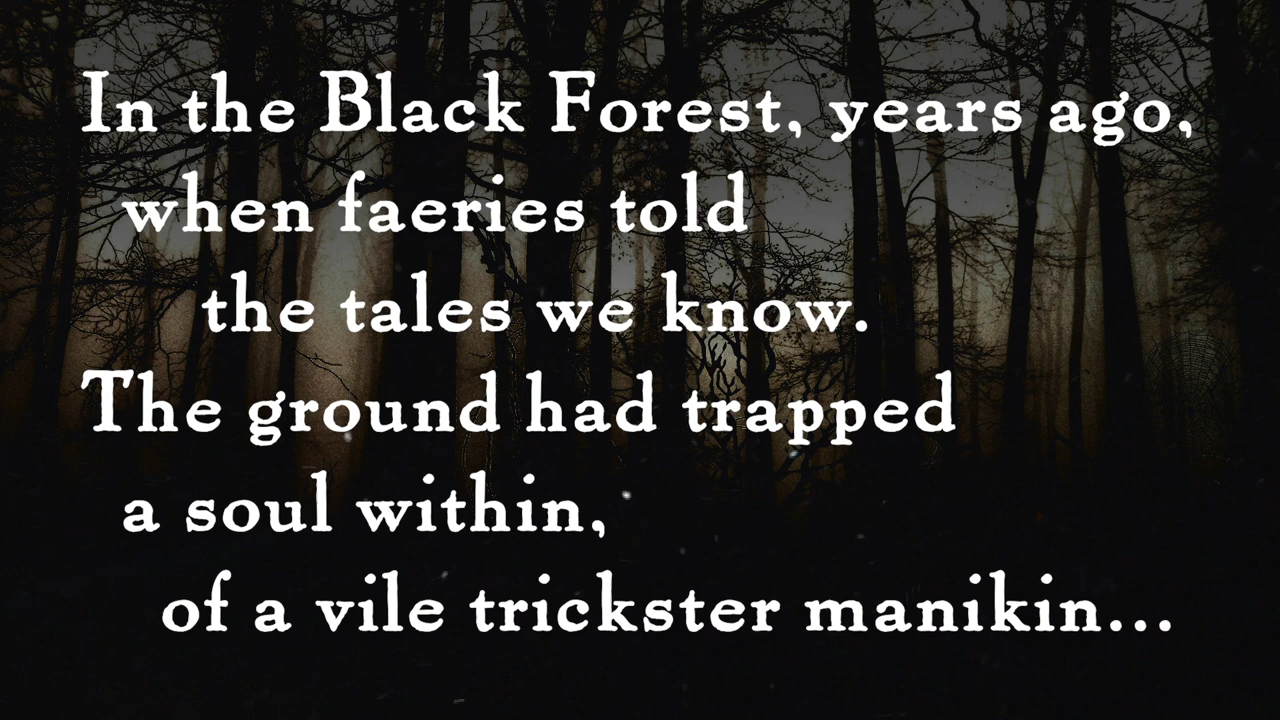 In the Black Forest, years ago,
when faeries told
the tales we know.
The ground had trapped
a soul within,
of a vile trickster manikin...